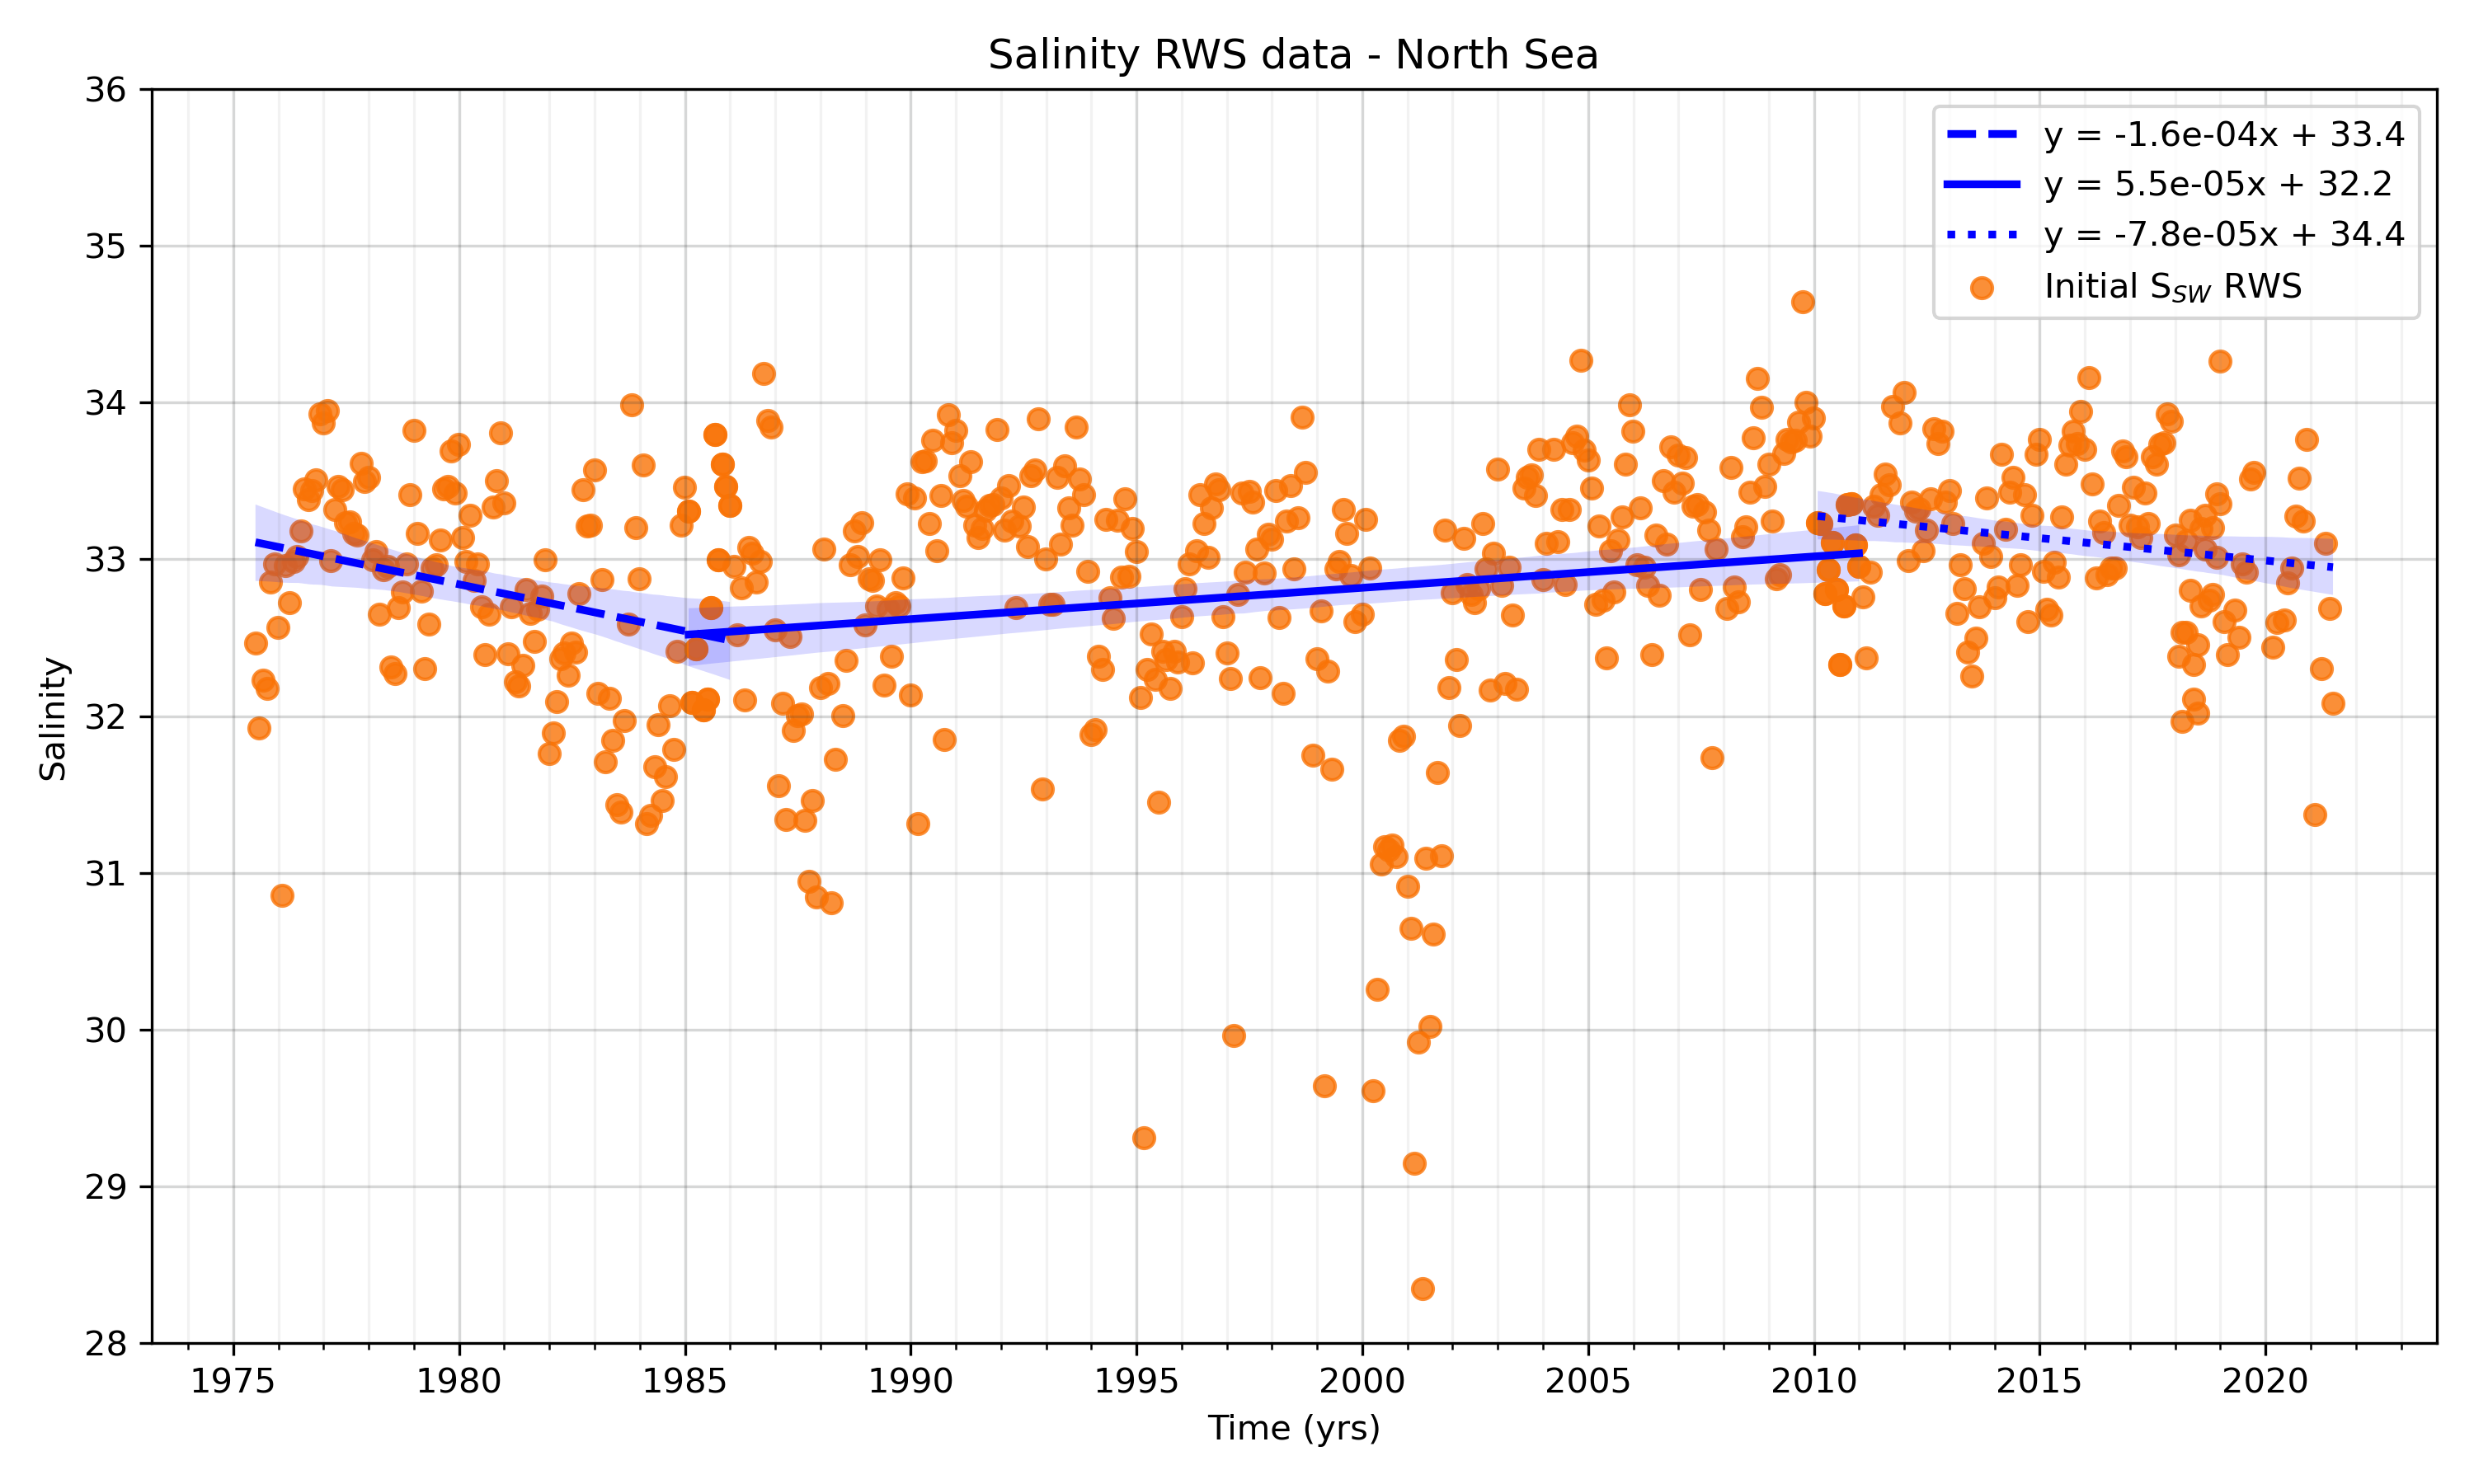 Salinity RWS data - North Sea
36
35
34
33
32
31
30
29
28
Salinity
y = -1.6e-04x + 33.4
y = 5.5e-05x + 32.2
y = -7.8e-05x + 34.4
Initial S_SW RWS
1975 1980 1985 1990 1995 2000 2005 2010 2015 2020
Time (yrs)